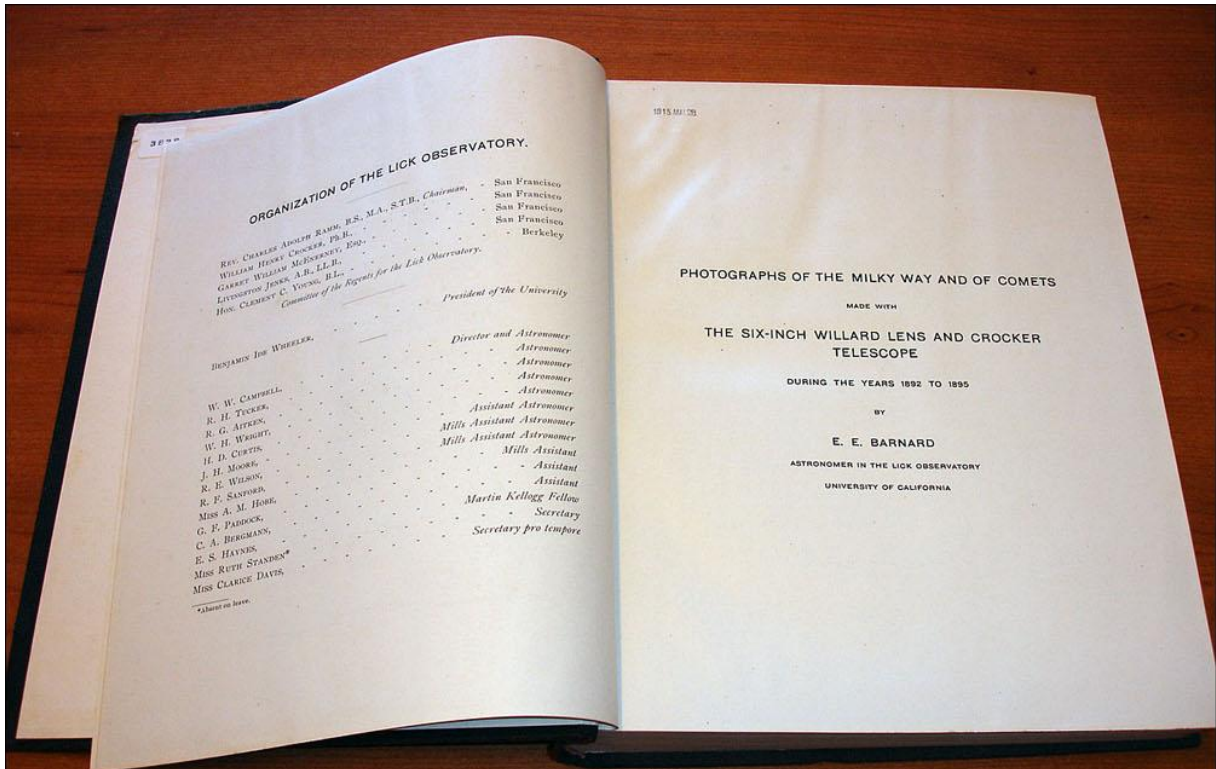 ORGANIZATION OF THE LICK OBSERVATORY.
REV. CHARLES ADOLPH RAMM, B.S., M.A., S.T.B., Chairman, - San Francisco
WILLIAM HENRY CROCKER, Ph.B., - - - - San Francisco
GARRET WILLIAM MCENERNEY, Esq., - - - - San Francisco
LIVINGSTON JENKS, A.B., LL.B., - - - - San Francisco
HON. CLEMENT C. YOUNG, B.L., - - - - Berkeley
Committee of the Regents for the Lick Observatory.
BENJAMIN IDE WHEELER, - - - - President of the University
W. W. CAMPBELL, - - - - Director and Astronomer
R. H. TUCKER, - - - - Astronomer
R. G. AITKEN, - - - - Astronomer
W. H. WRIGHT, - - - - Astronomer
H. D. CURTIS, - - - - Astronomer
J. H. MOORE, - - - - Assistant Astronomer
R. E. WILSON, - - - - Mills Assistant Astronomer
R. F. SANFORD, - - - - Mills Assistant Astronomer
MISS A. M. HOBE, - - - - Mills Assistant
G. F. PADDOCK, - - - - Assistant
C. A. BERGMANN, - - - - Assistant
E. S. HAYNES, - - - - Martin Kellogg Fellow
MISS RUTH STANDEN* - - - - Secretary
MISS CLARICE DAVIS, - - - - Secretary pro tempore
*Absent on leave.
1915
PHOTOGRAPHS OF THE MILKY WAY AND OF COMETS
MADE WITH
THE SIX-INCH WILLARD LENS AND CROCKER
TELESCOPE
DURING THE YEARS 1892 TO 1895
BY
E. E. BARNARD
ASTRONOMER IN THE LICK OBSERVATORY
UNIVERSITY OF CALIFORNIA